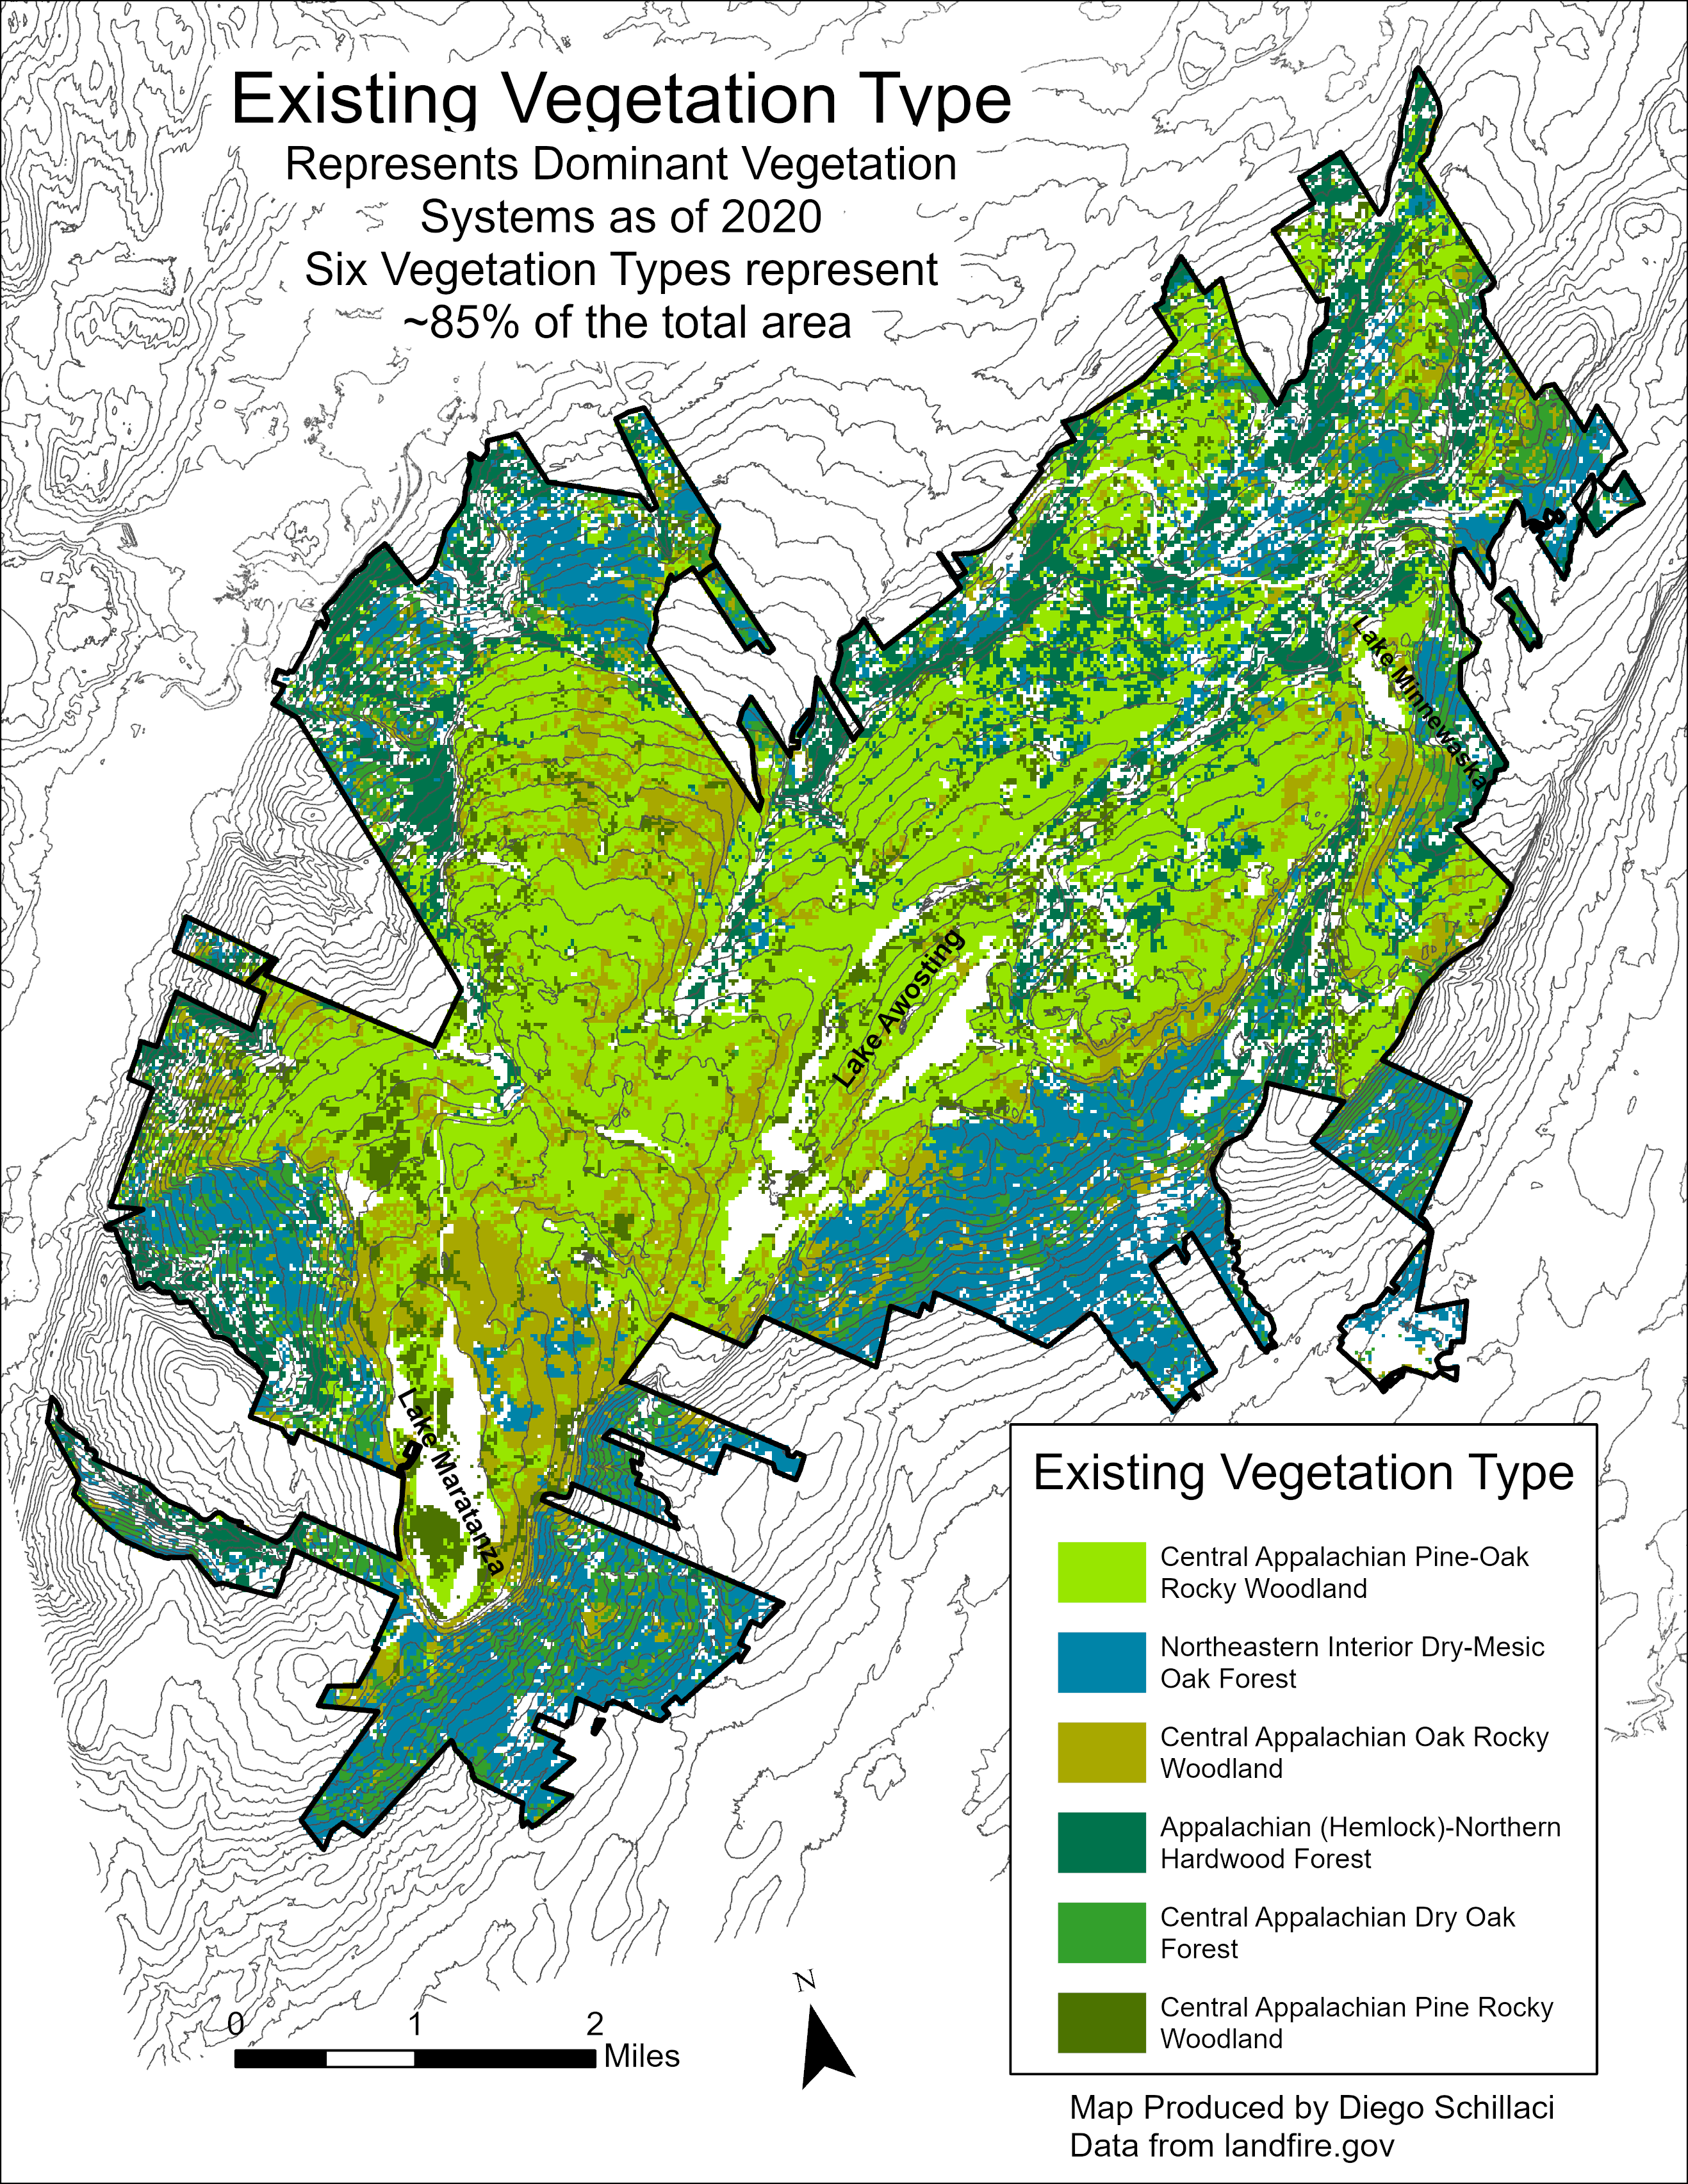 Existing Vegetation Type
Represents Dominant Vegetation
Systems as of 2020
Six Vegetation Types represent
~85% of the total area
Lake Minnewaska
Lake Awosting
Lake Maratanza
Existing Vegetation Type
Central Appalachian Pine-Oak
Rocky Woodland
Northeastern Interior Dry-Mesic
Oak Forest
Central Appalachian Oak Rocky
Woodland
Appalachian (Hemlock)-Northern
Hardwood Forest
Central Appalachian Dry Oak
Forest
Central Appalachian Pine Rocky
Woodland
N
0 1 2
Miles
Map Produced by Diego Schillaci
Data from landfire.gov